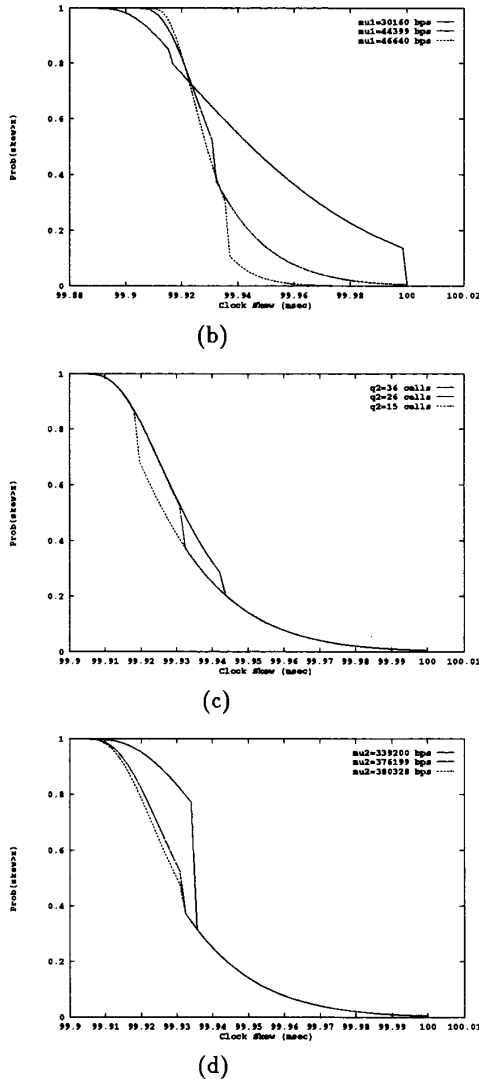 1
0.8
0.6
0.4
0.2
0
Prob(skew>z)
mu1=30160 bps
mu1=44399 bps
mu1=46640 bps
99.88 99.9 99.92 99.94 99.96 99.98 100 100.02
Clock Skew (msec)
(b)
1
0.8
0.6
0.4
0.2
0
Prob(skew>z)
q2=36 cells
q2=26 cells
q2=15 cells
99.9 99.91 99.92 99.93 99.94 99.95 99.96 99.97 99.98 99.99 100 100.01
Clock Skew (msec)
(c)
1
0.8
0.6
0.4
0.2
0
Prob(skew>z)
mu2=339200 bps
mu2=376199 bps
mu2=380328 bps
99.9 99.91 99.92 99.93 99.94 99.95 99.96 99.97 99.98 99.99 100 100.01
Clock Skew (msec)
(d)